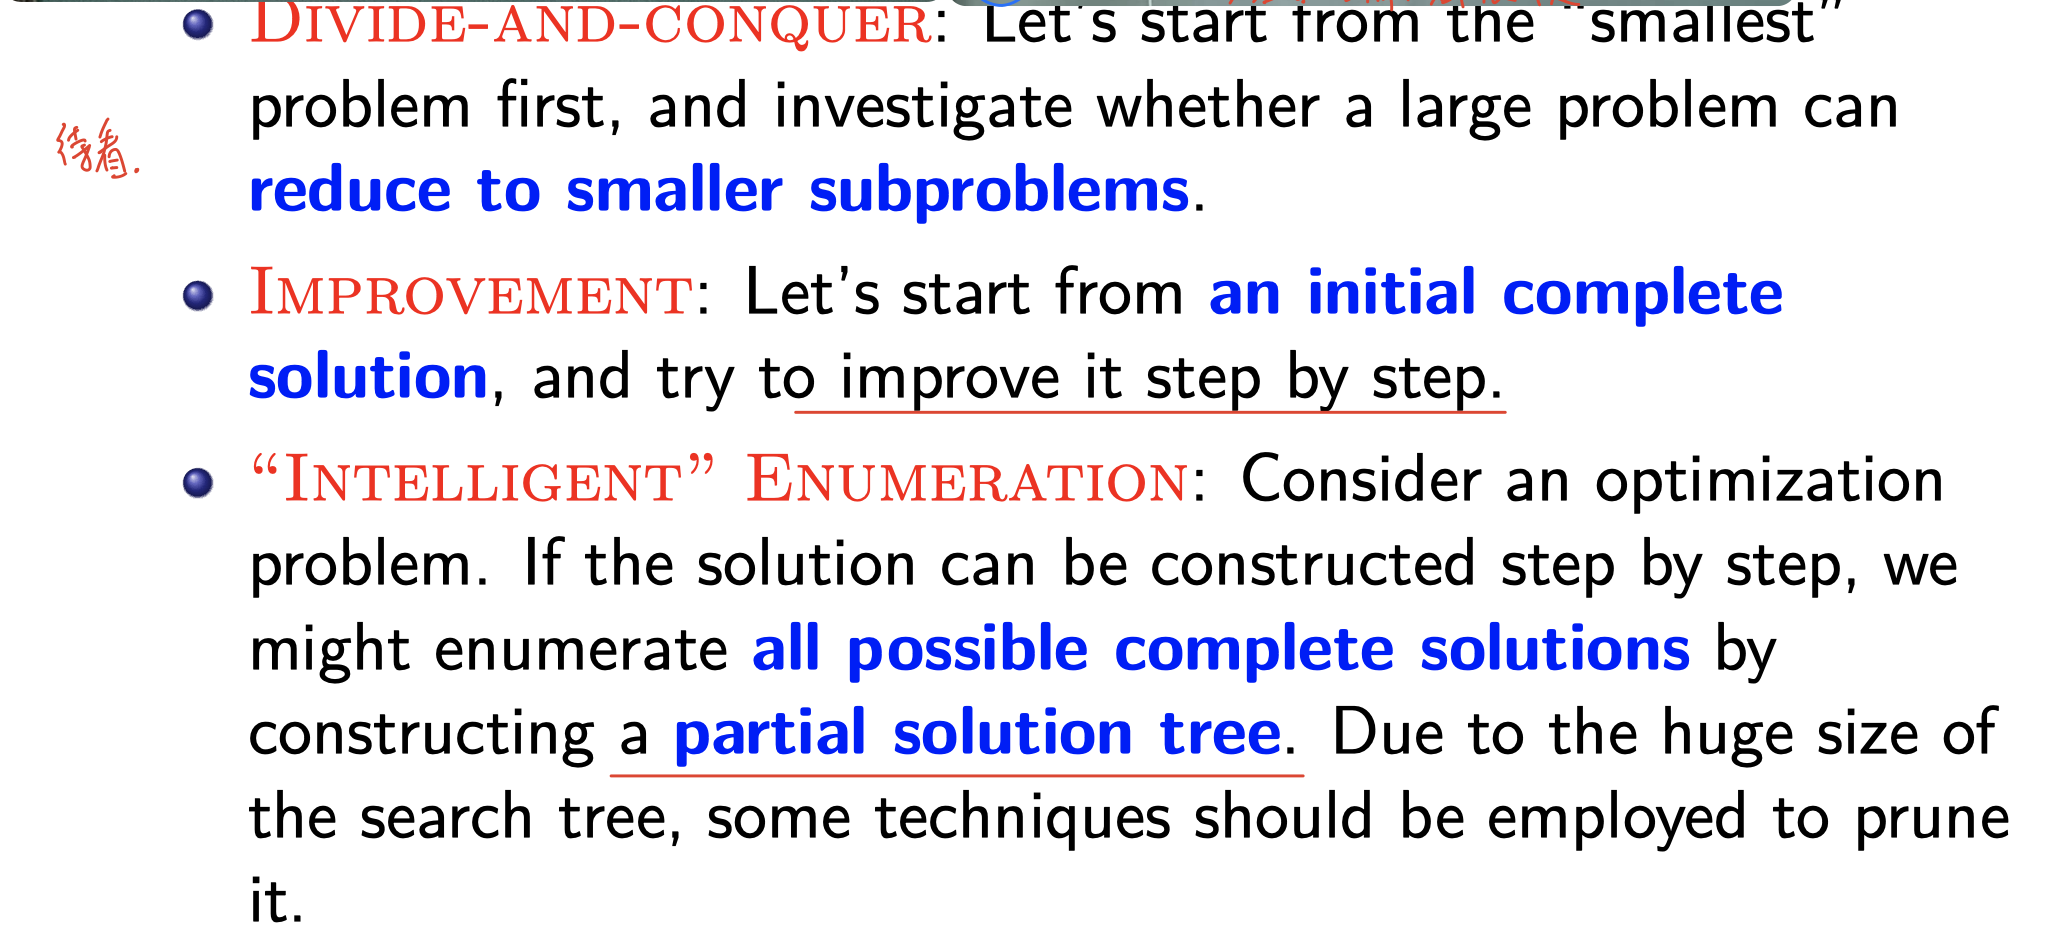 DIVIDE-AND-CONQUER: Let's start from the "smallest"
problem first, and investigate whether a large problem can
待看.
reduce to smaller subproblems.
IMPROVEMENT: Let's start from an initial complete
solution, and try to improve it step by step.
“INTELLIGENT” ENUMERATION: Consider an optimization
problem. If the solution can be constructed step by step, we
might enumerate all possible complete solutions by
constructing a partial solution tree. Due to the huge size of
the search tree, some techniques should be employed to prune
it.